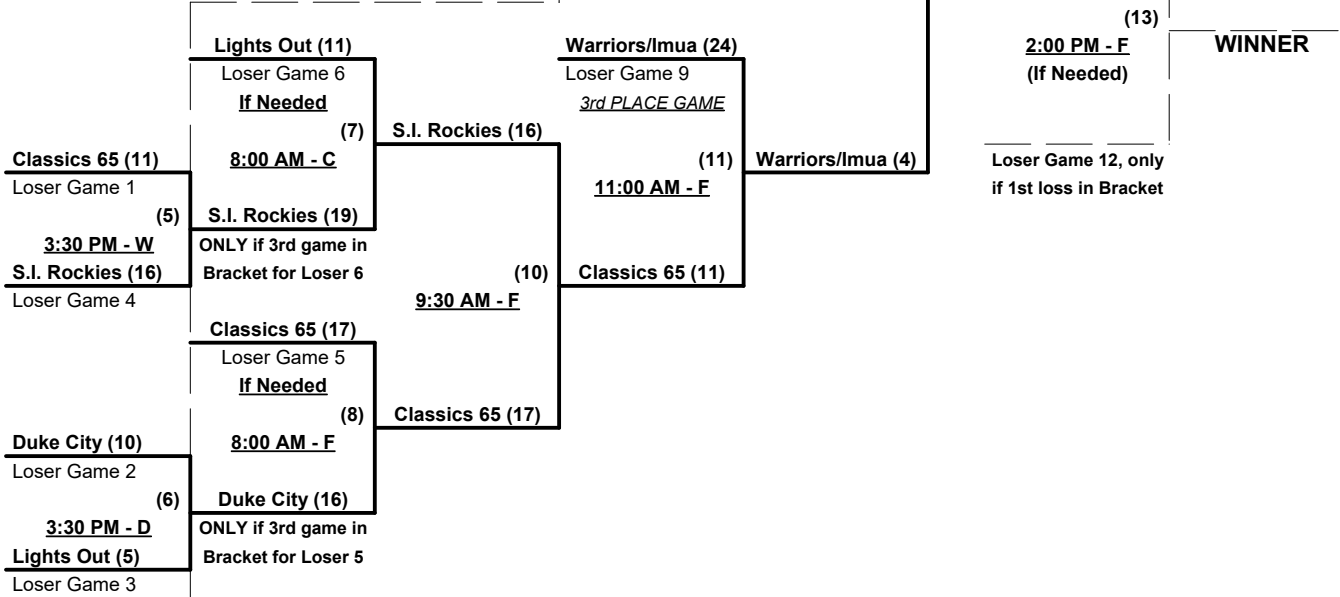 (13)
Lights Out (11)
Warriors/Imua (24)
2:00 PM - F
WINNER
Loser Game 6
Loser Game 9
(If Needed)
If Needed
3rd PLACE GAME
(7)
S.I. Rockies (16)
Classics 65 (11)
8:00 AM - C
(11)
Warriors/Imua (4)
Loser Game 12, only
Loser Game 1
11:00 AM - F
if 1st loss in Bracket
(5)
S.I. Rockies (19)
3:30 PM - W
ONLY if 3rd game in
S.I. Rockies (16)
Bracket for Loser 6
(10)
Classics 65 (11)
Loser Game 4
9:30 AM - F
Classics 65 (17)
Loser Game 5
If Needed
(8)
Classics 65 (17)
Duke City (10)
8:00 AM - F
Loser Game 2
(6)
Duke City (16)
3:30 PM - D
ONLY if 3rd game in
Lights Out (5)
Bracket for Loser 5
Loser Game 3